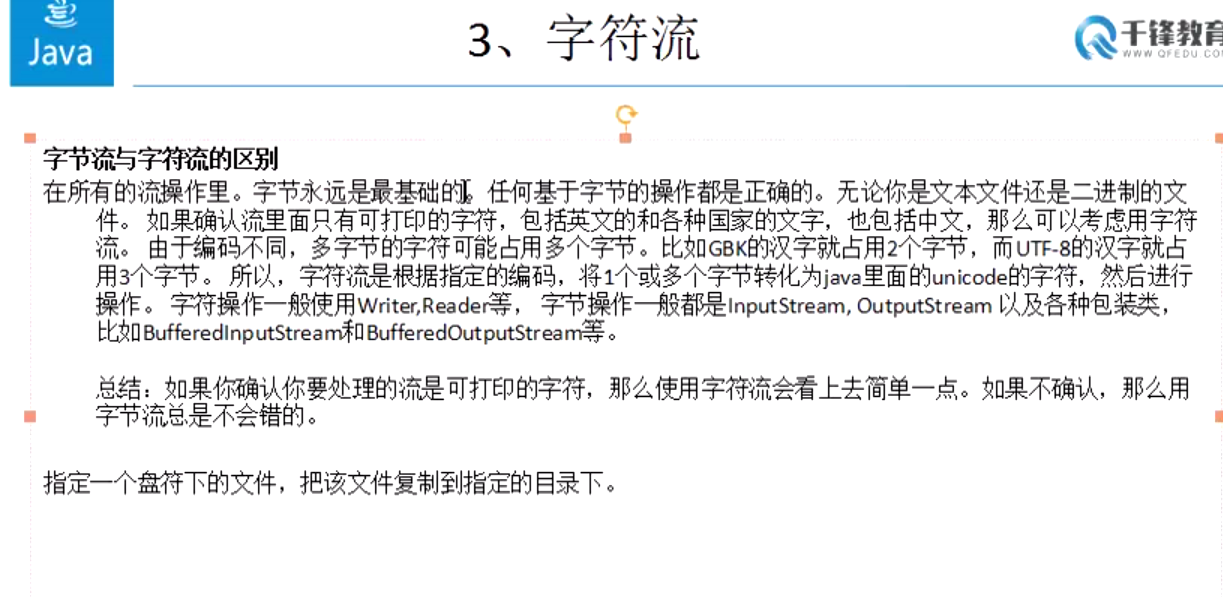 Java
3、字符流
千锋教育
WWW.QFEDU.CO
字节流与字符流的区别
在所有的流操作里。字节永远是最基础的。任何基于字节的操作都是正确的。无论你是文本文件还是二进制的文
件。 如果确认流里面只有可打印的字符，包括英文的和各种国家的文字，也包括中文，那么可以考虑用字符
流。 由于编码不同，多字节的字符可能占用多个字节。比如GBK的汉字就占用2个字节，而UTF-8的汉字就占
用3个字节。 所以，字符流是根据指定的编码，将1个或多个字节转化为java里面的unicode的字符，然后进行
操作。 字符操作一般使用Writer,Reader等， 字节操作一般都是InputStream, OutputStream 以及各种包装类，
比如BufferedInputStream和BufferedOutputStream等。
总结：如果你确认你要处理的流是可打印的字符，那么使用字符流会看上去简单一点。如果不确认，那么用
字节流总是不会错的。
指定一个盘符下的文件，把该文件复制到指定的目录下。